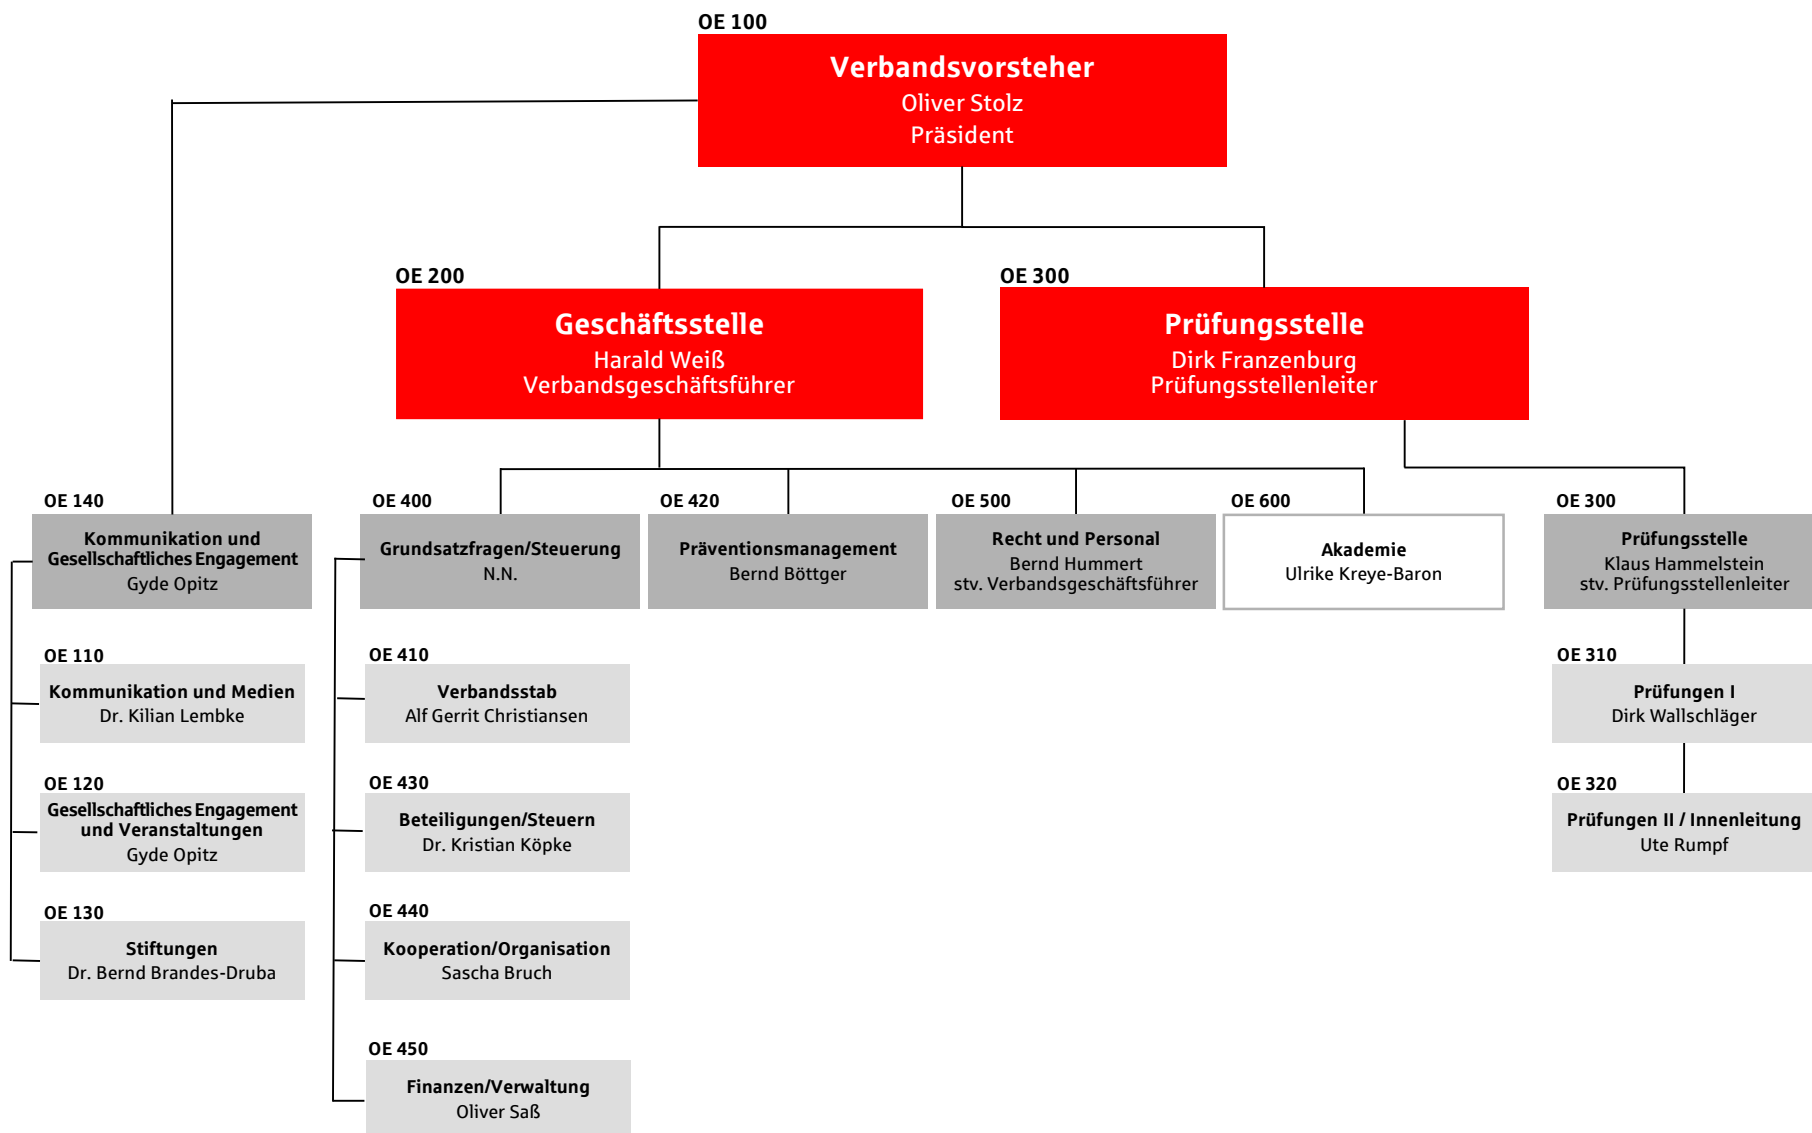 OE 100
Verbandsvorsteher
Oliver Stolz
Präsident
OE 200
Geschäftsstelle
Harald Weiß
Verbandsgeschäftsführer
OE 300
Prüfungsstelle
Dirk Franzenburg
Prüfungsstellenleiter
OE 140
Kommunikation und
Gesellschaftliches Engagement
Gyde Opitz
OE 110
Kommunikation und Medien
Dr. Kilian Lembke
OE 120
Gesellschaftliches Engagement
und Veranstaltungen
Gyde Opitz
OE 130
Stiftungen
Dr. Bernd Brandes-Druba
OE 400
Grundsatzfragen/Steuerung
N.N.
OE 410
Verbandsstab
Alf Gerrit Christiansen
OE 430
Beteiligungen/Steuern
Dr. Kristian Köpke
OE 440
Kooperation/Organisation
Sascha Bruch
OE 450
Finanzen/Verwaltung
Oliver Saß
OE 420
Präventionsmanagement
Bernd Böttger
OE 500
Recht und Personal
Bernd Hummert
stv. Verbandsgeschäftsführer
OE 600
Akademie
Ulrike Kreye-Baron
OE 300
Prüfungsstelle
Klaus Hammelstein
stv. Prüfungsstellenleiter
OE 310
Prüfungen I
Dirk Wallschläger
OE 320
Prüfungen II / Innenleitung
Ute Rumpf